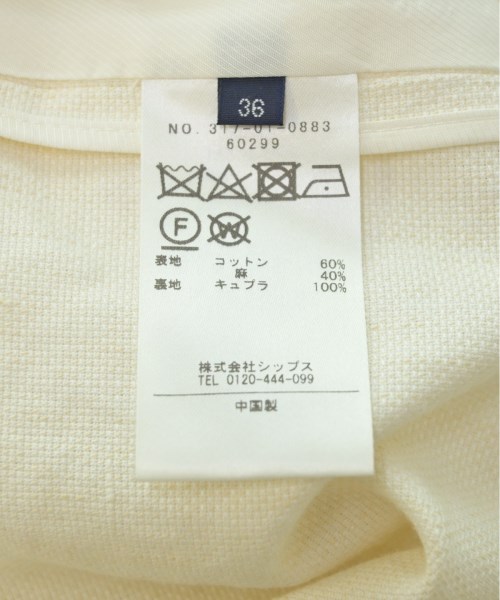 36
NO. 317-01-0883
60299
F W
表地 コットン 60%
麻 40%
裏地 キュプラ 100%
株式会社シップス
TEL 0120-444-099
中国製